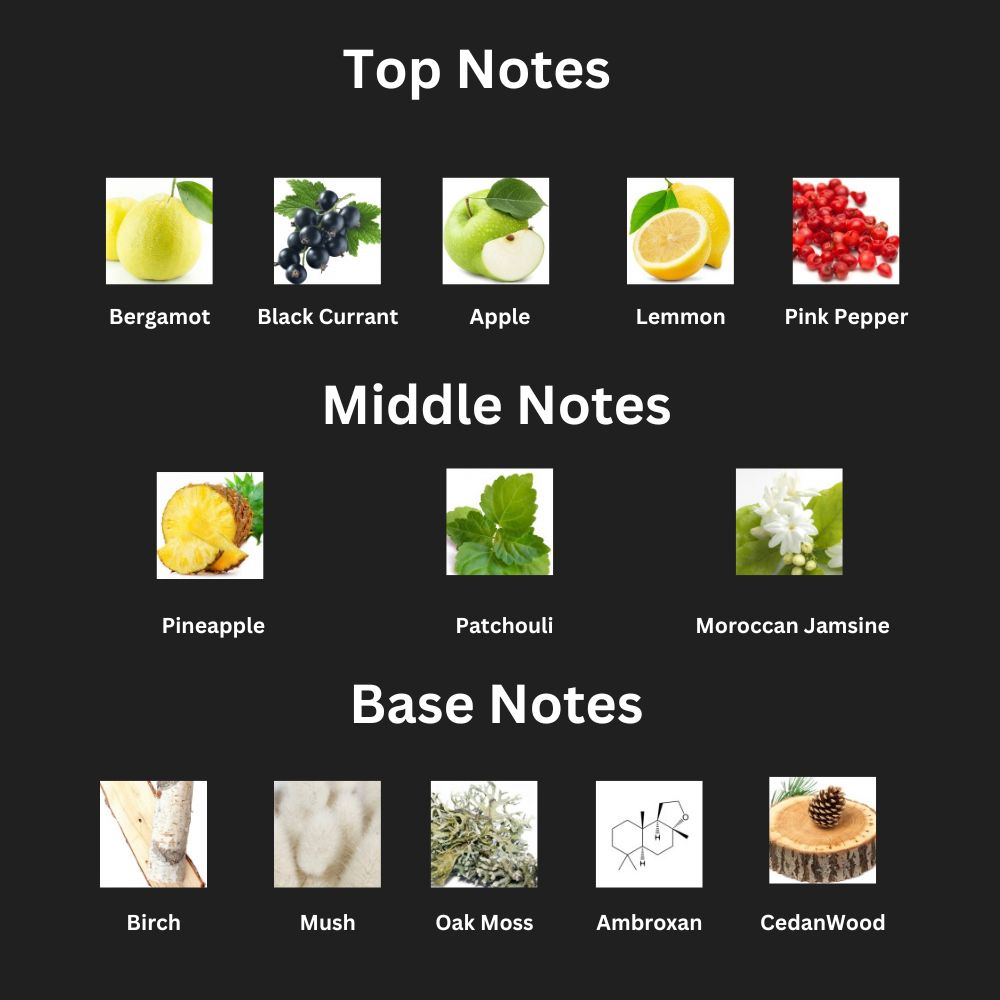 Top Notes
Bergamot Black Currant Apple Lemmon Pink Pepper
Middle Notes
Pineapple Patchouli Moroccan Jamsine
Base Notes
O
H
H
Birch Mush Oak Moss Ambroxan CedanWood